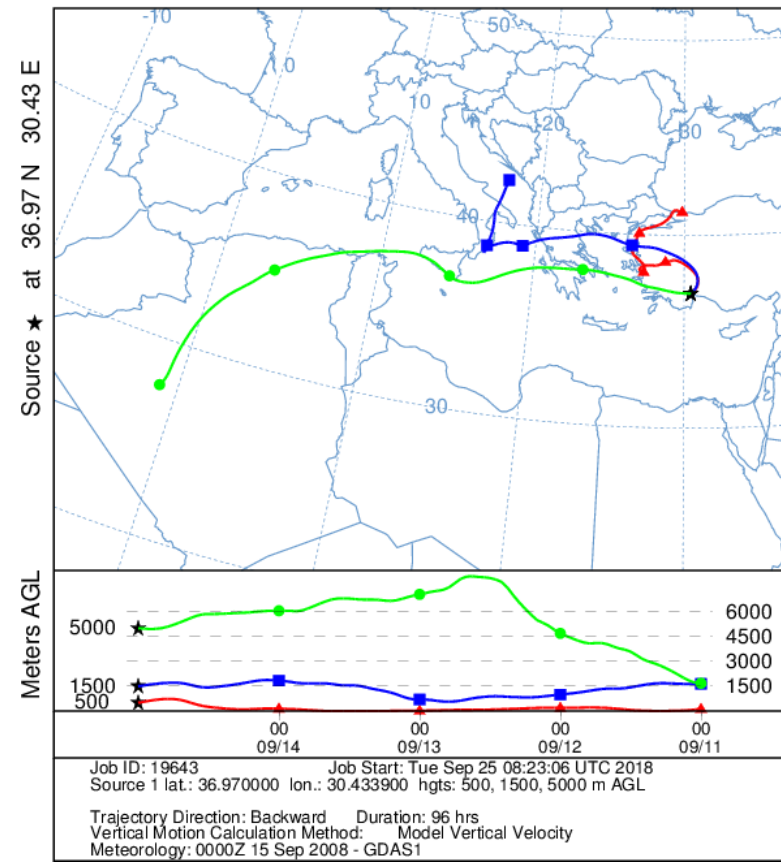 -10
50
0
10
20
30
40
30
Source ★ at 36.97 N 30.43 E
Meters AGL
5000
1500
500
6000
4500
3000
1500
00 00 00 00
09/14 09/13 09/12 09/11
Job ID: 19643 Job Start: Tue Sep 25 08:23:06 UTC 2018
Source 1 lat.: 36.970000 lon.: 30.433900 hgts: 500, 1500, 5000 m AGL
Trajectory Direction: Backward Duration: 96 hrs
Vertical Motion Calculation Method: Model Vertical Velocity
Meteorology: 0000Z 15 Sep 2008 - GDAS1